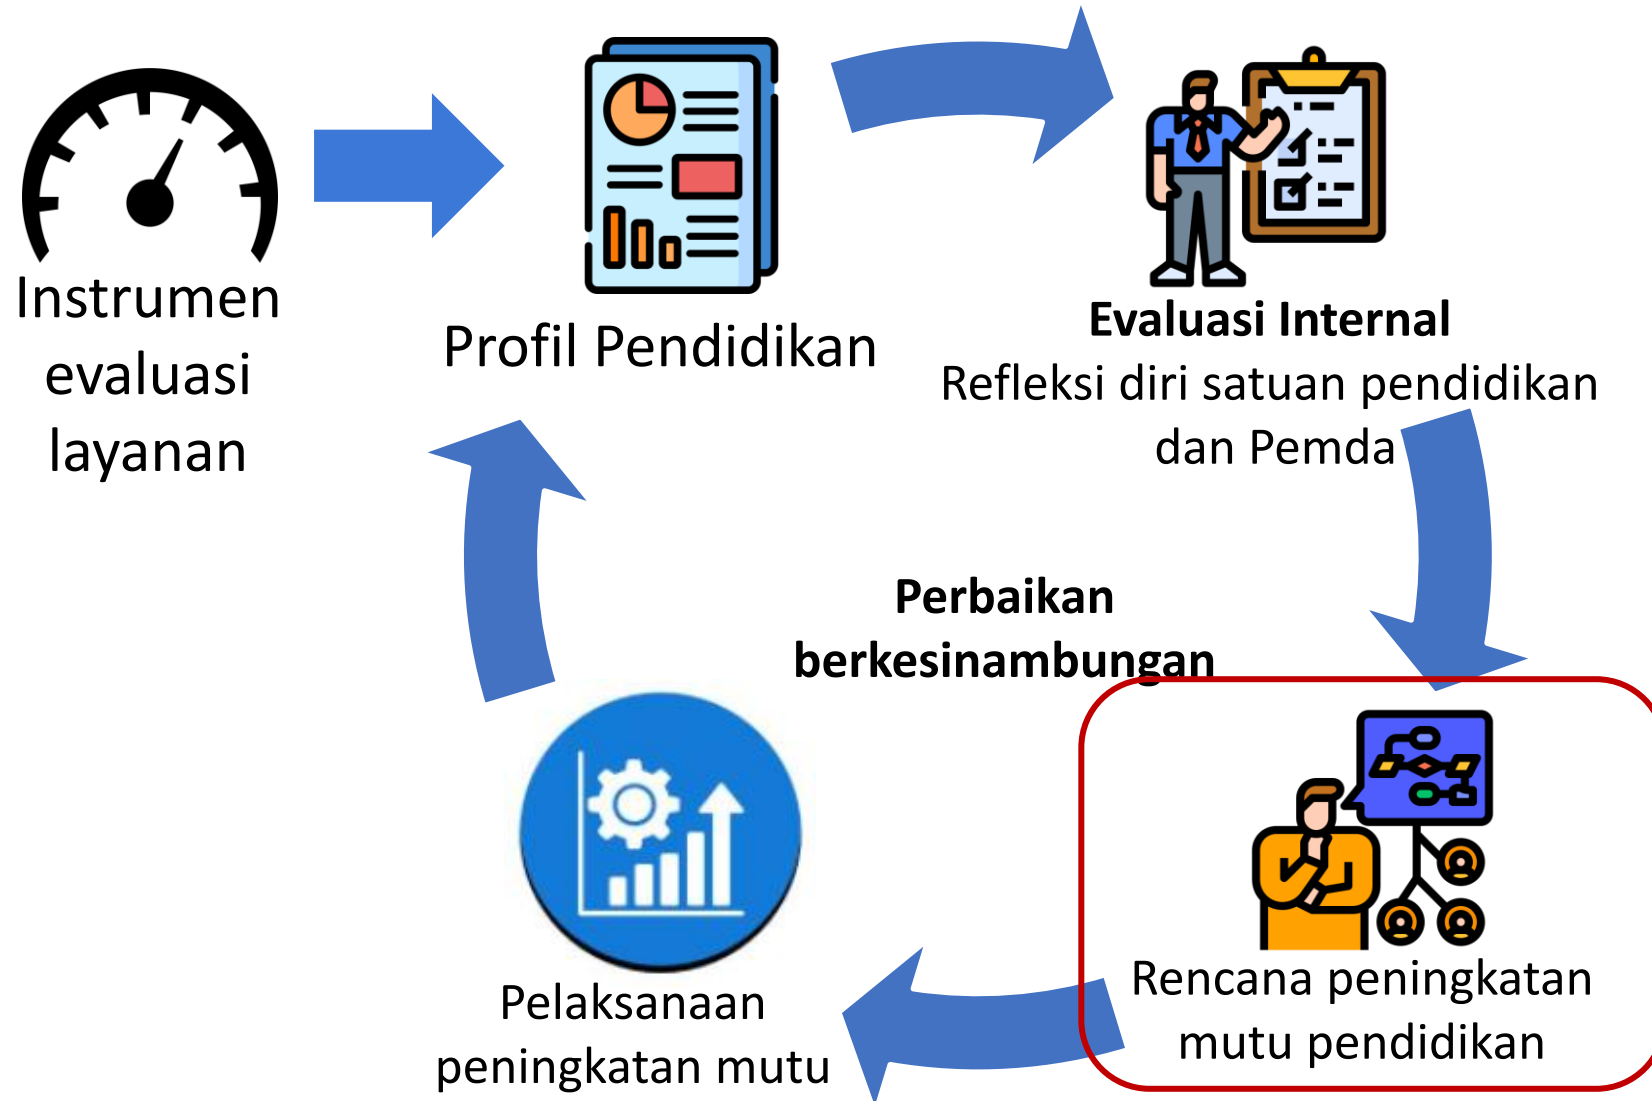 Instrumen
evaluasi
layanan
Profil Pendidikan
Evaluasi Internal
Refleksi diri satuan pendidikan
dan Pemda
Perbaikan
berkesinambungan
Rencana peningkatan
mutu pendidikan
Pelaksanaan
peningkatan mutu